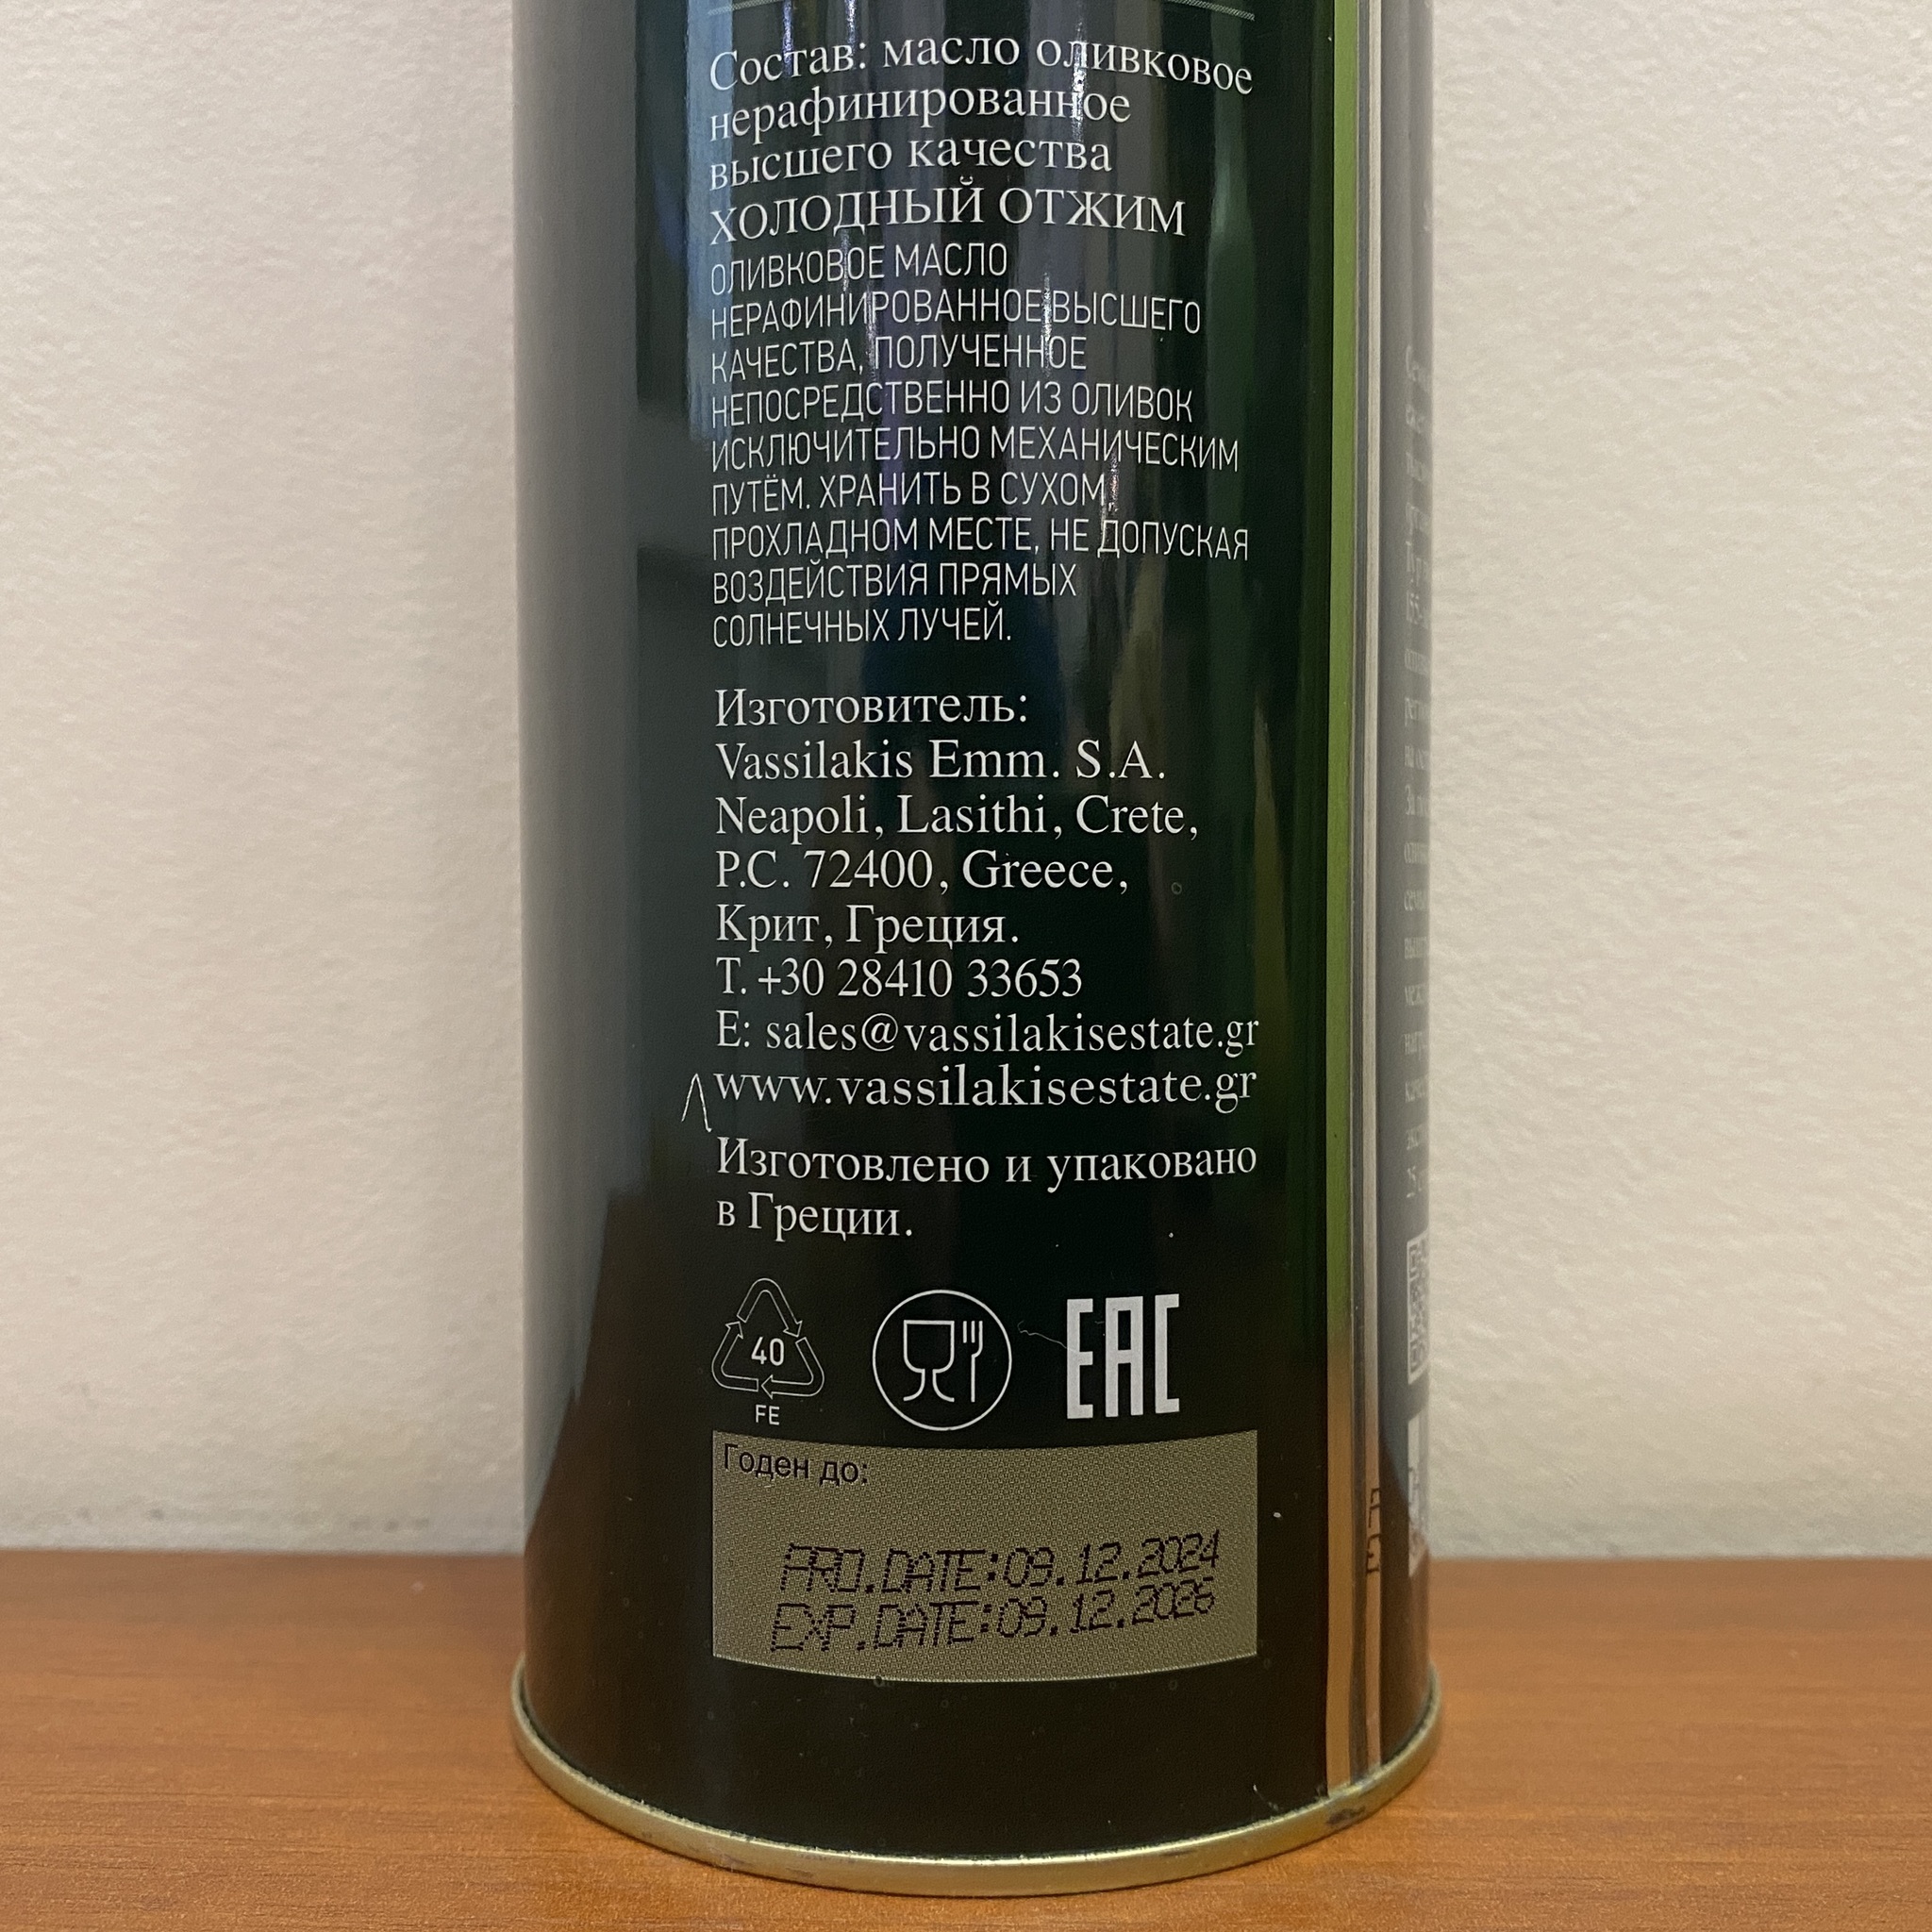 Состав: масло оливковое
нерафинированное
высшего качества
ХОЛОДНЫЙ ОТЖИМ
ОЛИВКОВОЕ МАСЛО
НЕРАФИНИРОВАННОЕ ВЫСШЕГО
КАЧЕСТВА, ПОЛУЧЕННОЕ
НЕПОСРЕДСТВЕННО ИЗ ОЛИВОК
ИСКЛЮЧИТЕЛЬНО МЕХАНИЧЕСКИМ
ПУТЁМ. ХРАНИТЬ В СУХОМ,
ПРОХЛАДНОМ МЕСТЕ, НЕ ДОПУСКАЯ
ВОЗДЕЙСТВИЯ ПРЯМЫХ
СОЛНЕЧНЫХ ЛУЧЕЙ.
Изготовитель:
Vassilakis Emm. S.A.
Neapoli, Lasithi, Crete,
P.C. 72400, Greece,
Крит, Греция.
T. +30 28410 33653
E: sales@vassilakisestate.gr
www.vassilakisestate.gr
Изготовлено и упаковано
в Греции.
40
FE
EAC
Годен до:
PRO.DATE:09.12.2024
EXP.DATE:09.12.2026